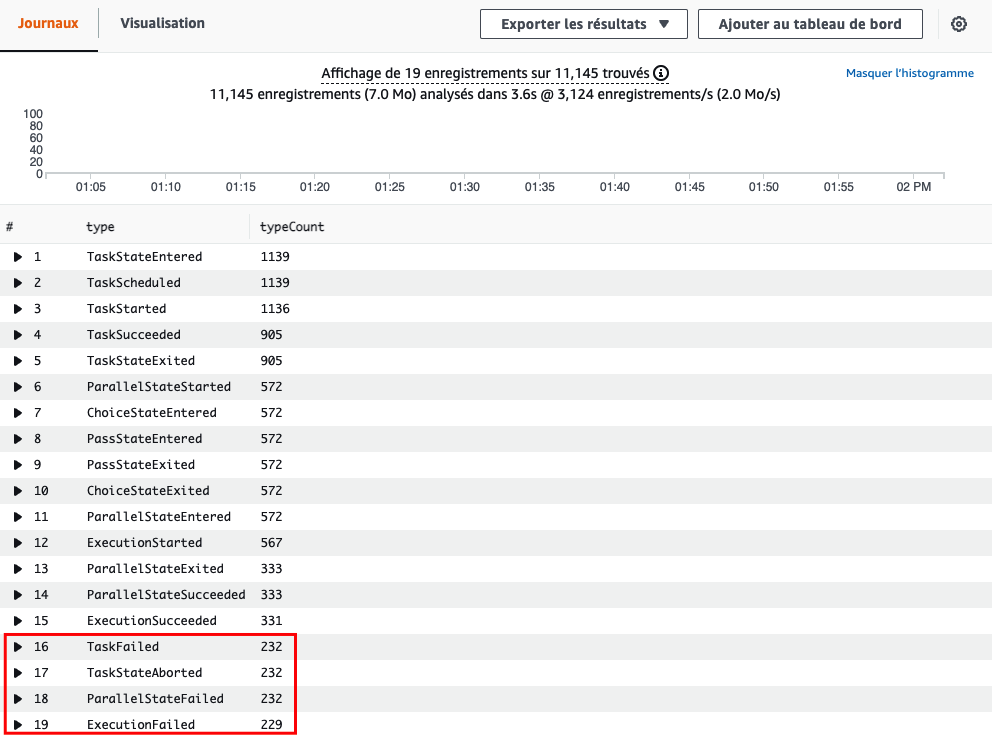 Journaux Visualisation Exporter les résultats Ajouter au tableau de bord
Affichage de 19 enregistrements sur 11,145 trouvés Masquer l'histogramme
11,145 enregistrements (7.0 Mo) analysés dans 3.6s @ 3,124 enregistrements/s (2.0 Mo/s)
100
80
60
40
20
0
01:05 01:10 01:15 01:20 01:25 01:30 01:35 01:40 01:45 01:50 01:55 02 PM
# type typeCount
1 TaskStateEntered 1139
2 TaskScheduled 1139
3 TaskStarted 1136
4 TaskSucceeded 905
5 TaskStateExited 905
6 ParallelStateStarted 572
7 ChoiceStateEntered 572
8 PassStateEntered 572
9 PassStateExited 572
10 ChoiceStateExited 572
11 ParallelStateEntered 572
12 ExecutionStarted 567
13 ParallelStateExited 333
14 ParallelStateSucceeded 333
15 ExecutionSucceeded 331
16 TaskFailed 232
17 TaskStateAborted 232
18 ParallelStateFailed 232
19 ExecutionFailed 229